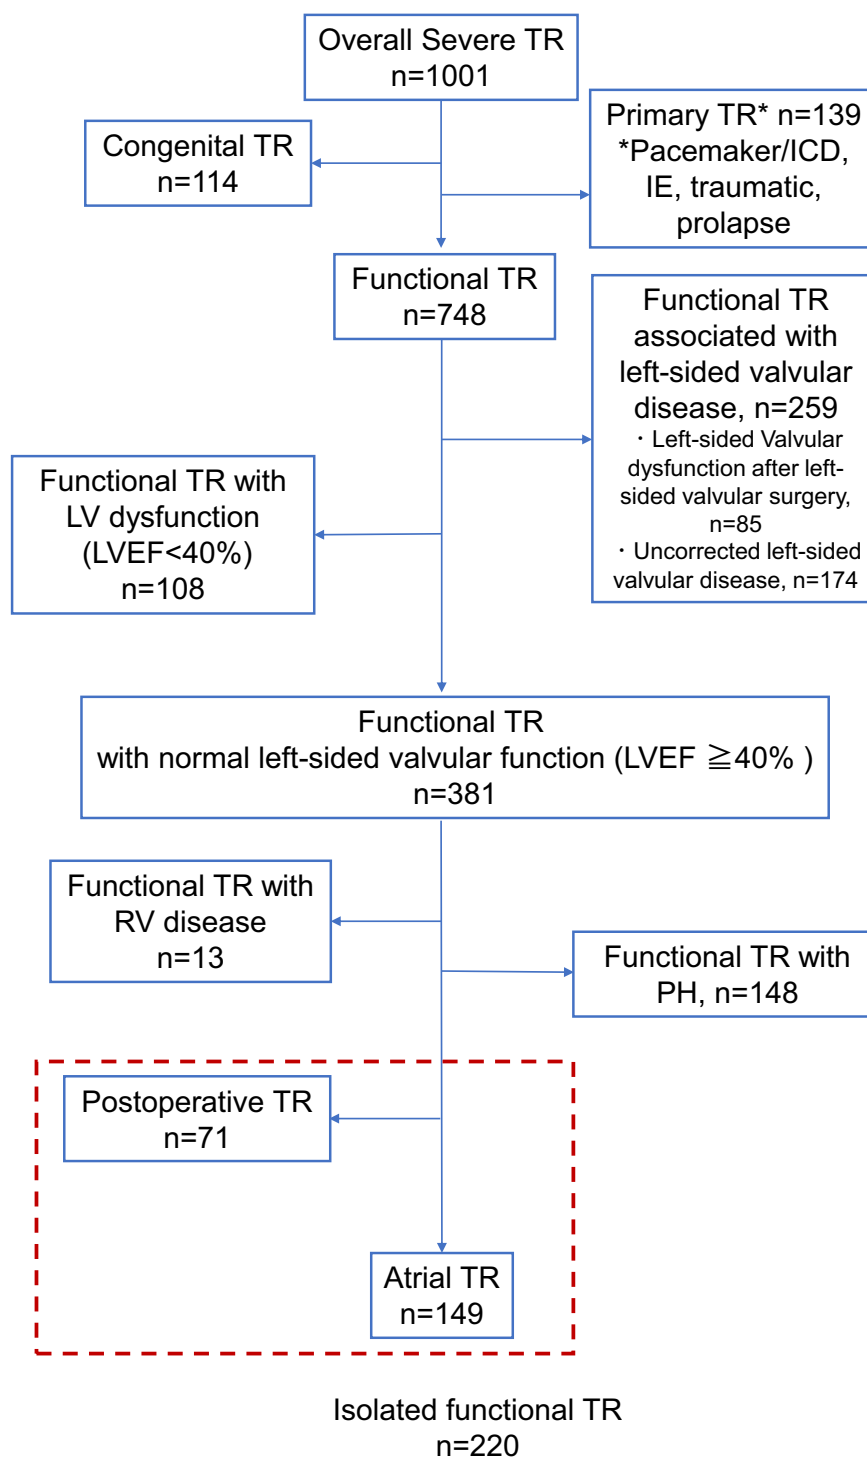 Overall Severe TR
n=1001
Primary TR* n=139
*Pacemaker/ICD,
IE, traumatic,
prolapse
Congenital TR
n=114
Functional TR
n=748
Functional TR
associated with
left-sided valvular
disease, n=259
・Left-sided Valvular
dysfunction after left-
sided valvular surgery,
n=85
・Uncorrected left-sided
valvular disease, n=174
Functional TR with
LV dysfunction
(LVEF<40%)
n=108
Functional TR
with normal left-sided valvular function (LVEF ≧40% )
n=381
Functional TR with
RV disease
n=13
Functional TR with
PH, n=148
Postoperative TR
n=71
Atrial TR
n=149
Isolated functional TR
n=220